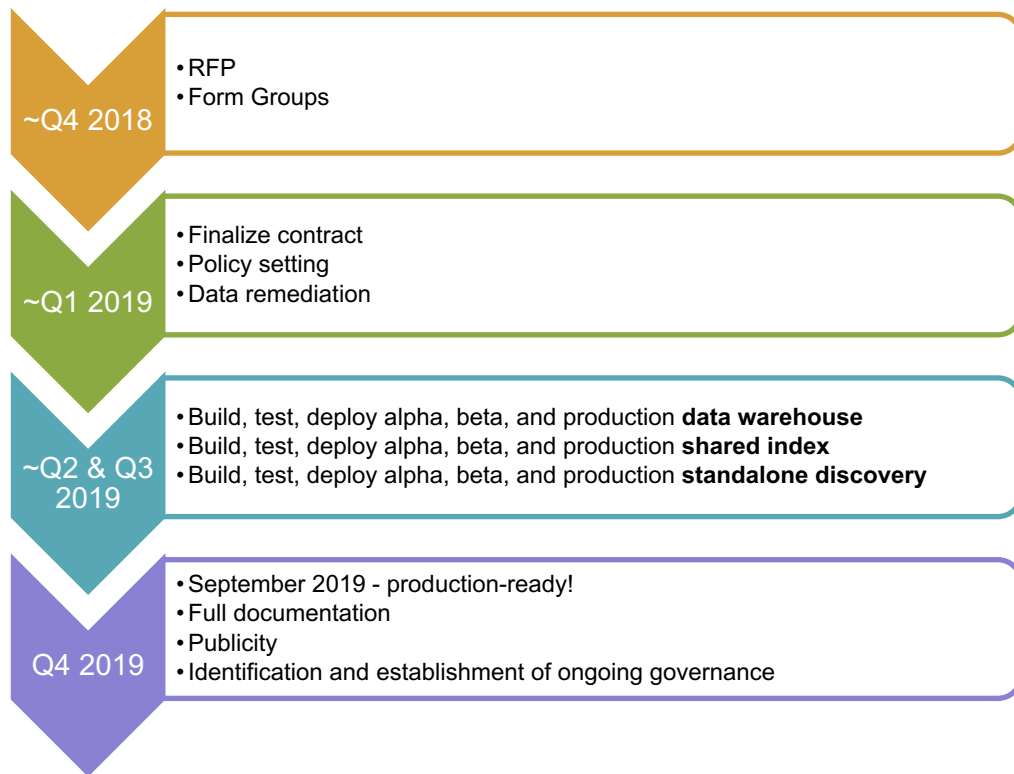 ~Q4 2018
• RFP
• Form Groups
~Q1 2019
• Finalize contract
• Policy setting
• Data remediation
~Q2 & Q3
2019
• Build, test, deploy alpha, beta, and production data warehouse
• Build, test, deploy alpha, beta, and production shared index
• Build, test, deploy alpha, beta, and production standalone discovery
Q4 2019
• September 2019 - production-ready!
• Full documentation
• Publicity
• Identification and establishment of ongoing governance